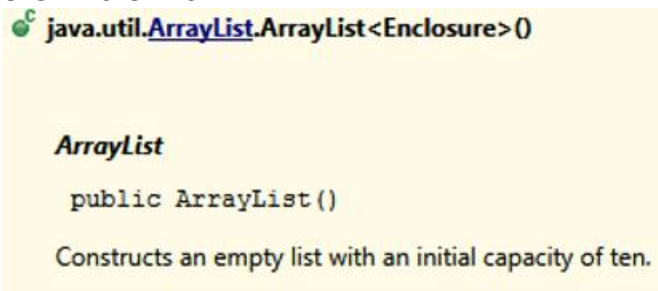 java.util.ArrayList.ArrayList<Enclosure>()
ArrayList
public ArrayList()
Constructs an empty list with an initial capacity of ten.